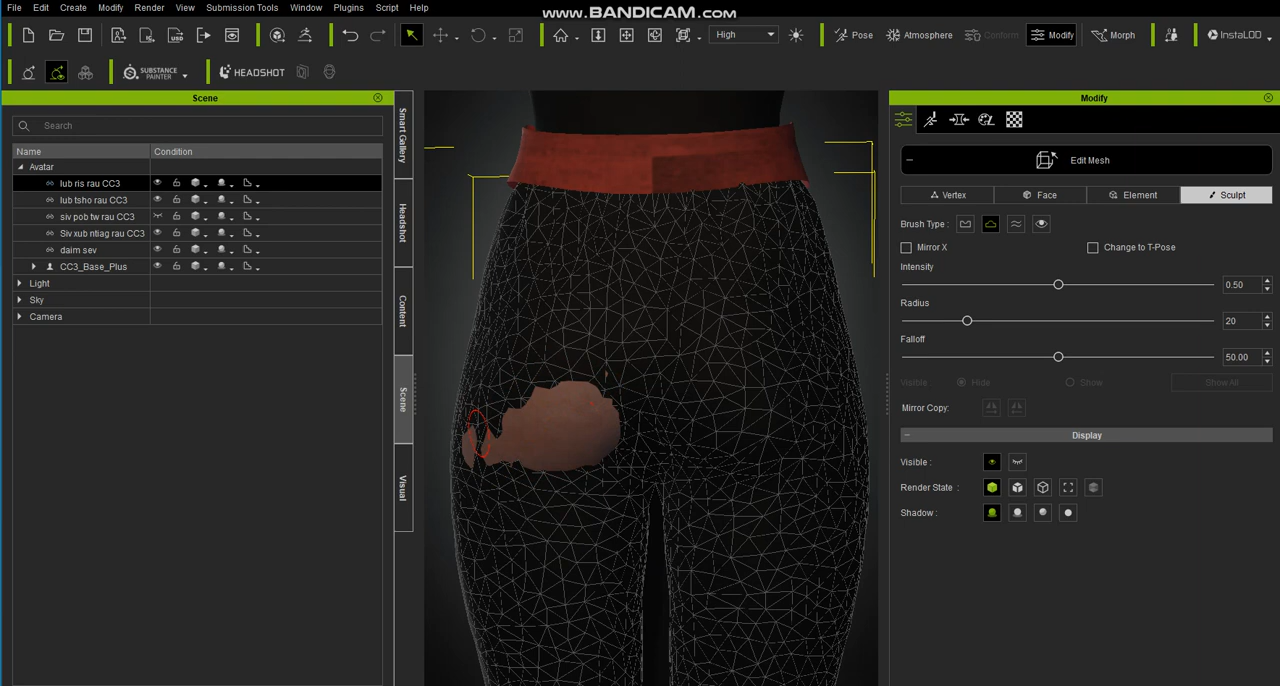 File Edit Create Modify Render View Submission Tools Window Plugins Script Help
www.BANDICAM.com
High Pose Atmosphere Conform Modify Morph InstaLOD
SUBSTANCE PAINTER HEADSHOT
Scene
Search
Name Condition
Avatar
lub ris rau CC3
lub tsho rau CC3
siv pob tw rau CC3
Siv xub ntiag rau CC3
daim sev
CC3_Base_Plus
Light
Sky
Camera
Smart Gallery
Headshot
Content
Scene
Visual
Modify
Edit Mesh
Vertex Face Element Sculpt
Brush Type :
Mirror X Change to T-Pose
Intensity
0.50
Radius
20
Falloff
50.00
Visible Hide Show Show All
Mirror Copy:
Display
Visible :
Render State :
Shadow :